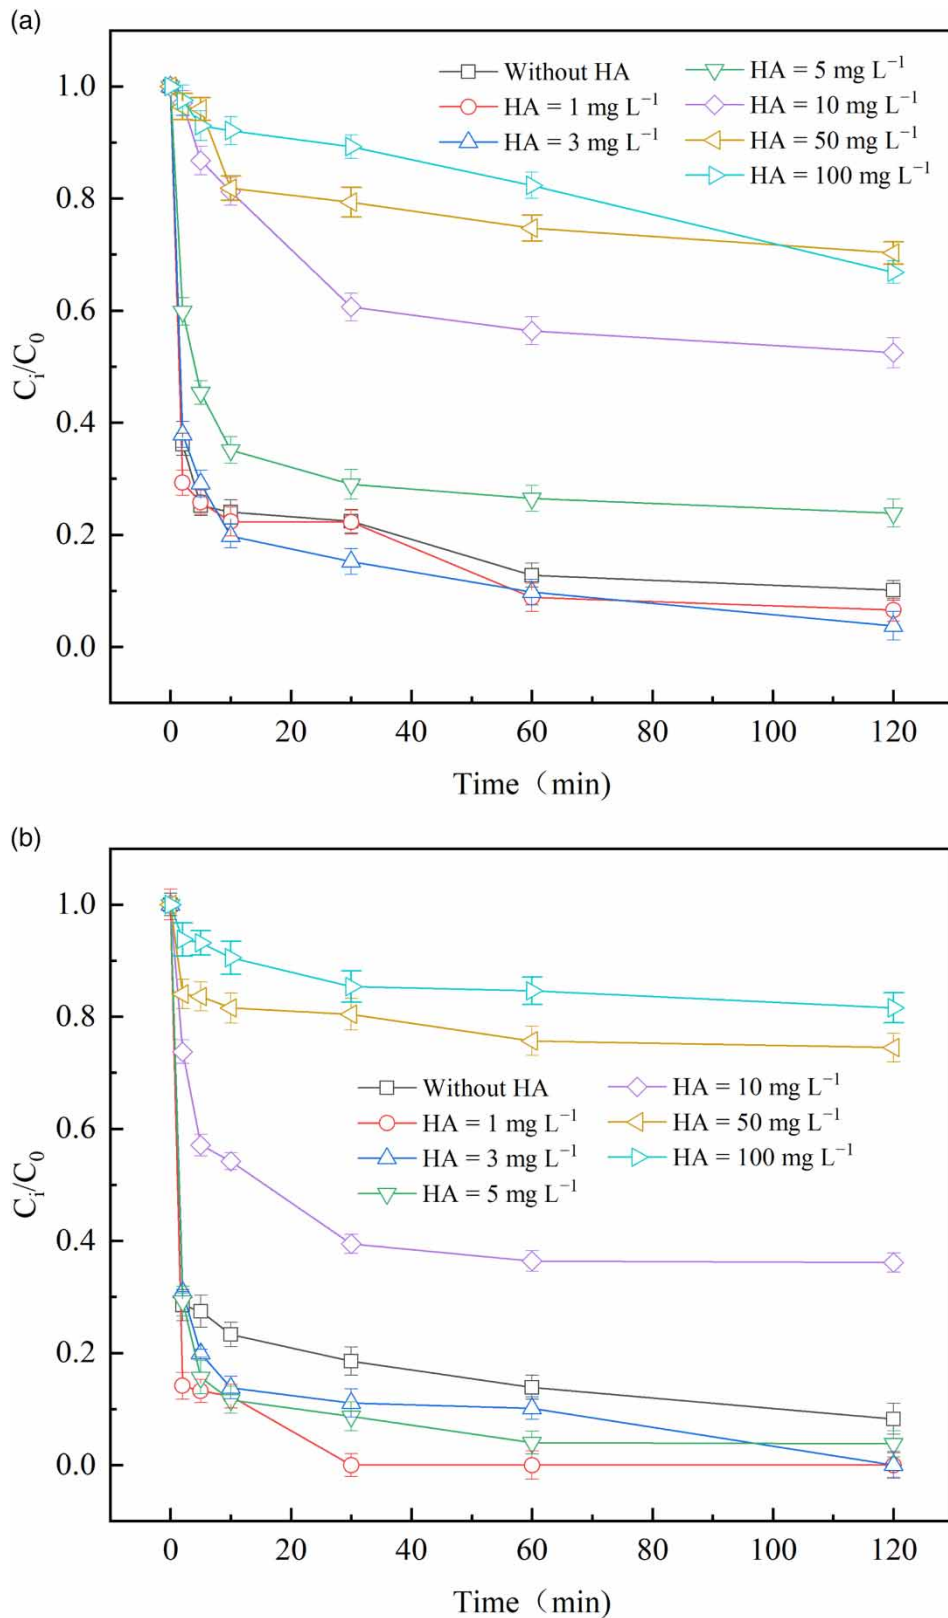 (a)
Without HA
HA = 1 mg L⁻¹
HA = 3 mg L⁻¹
HA = 5 mg L⁻¹
HA = 10 mg L⁻¹
HA = 50 mg L⁻¹
HA = 100 mg L⁻¹
1.0
0.8
0.6
0.4
0.2
0.0
Cᵢ/C₀
0 20 40 60 80 100 120
Time（min)
(b)
1.0
0.8
0.6
0.4
0.2
0.0
Cᵢ/C₀
Without HA
HA = 1 mg L⁻¹
HA = 3 mg L⁻¹
HA = 5 mg L⁻¹
HA = 10 mg L⁻¹
HA = 50 mg L⁻¹
HA = 100 mg L⁻¹
0 20 40 60 80 100 120
Time（min)